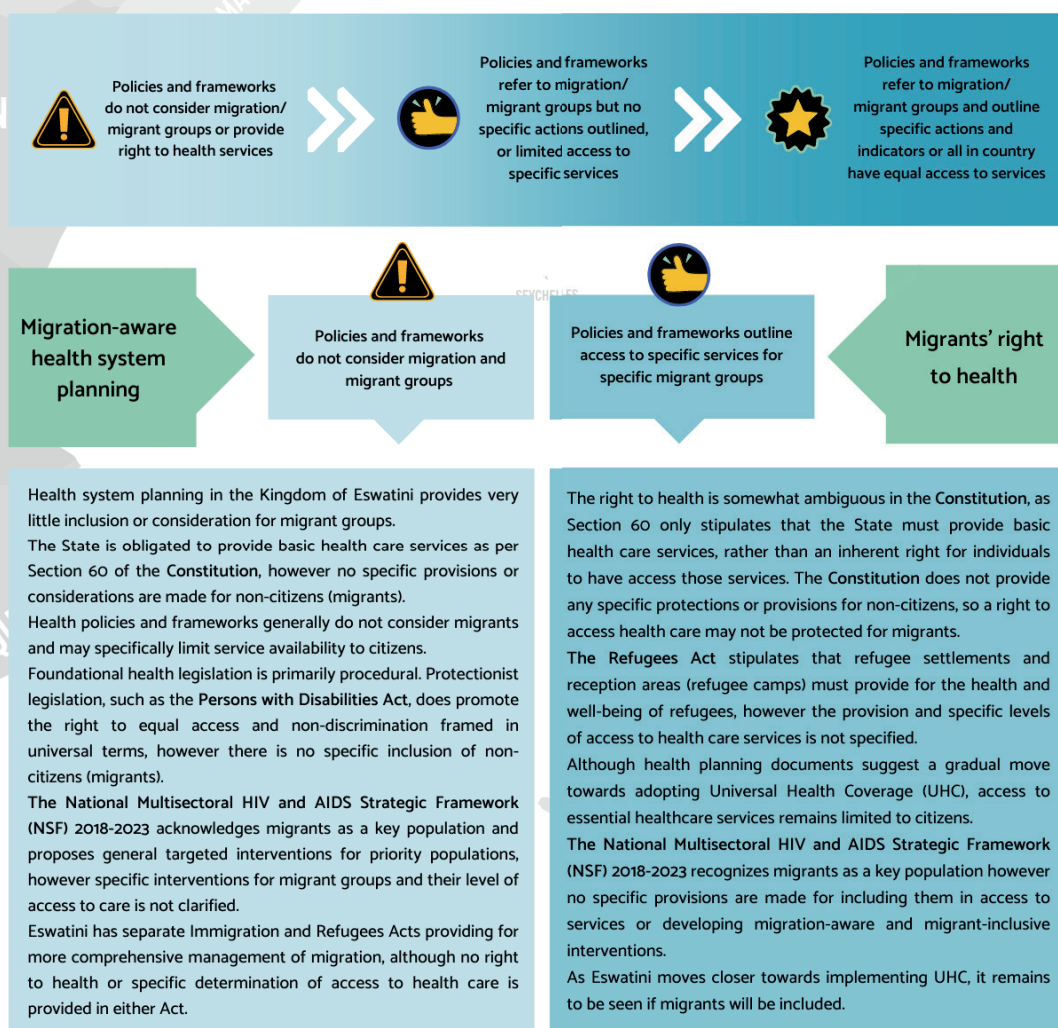 Policies and frameworks
do not consider migration/
migrant groups or provide
right to health services
Policies and frameworks
refer to migration/
migrant groups but no
specific actions outlined,
or limited access to
specific services
Policies and frameworks
refer to migration/
migrant groups and outline
specific actions and
indicators or all in country
have equal access to services
Migration-aware
health system
planning
Policies and frameworks
do not consider migration and
migrant groups
SEYCHELLES
Policies and frameworks outline
access to specific services for
specific migrant groups
Migrants' right
to health
Health system planning in the Kingdom of Eswatini provides very
little inclusion or consideration for migrant groups.
The State is obligated to provide basic health care services as per
Section 60 of the Constitution, however no specific provisions or
considerations are made for non-citizens (migrants).
Health policies and frameworks generally do not consider migrants
and may specifically limit service availability to citizens.
Foundational health legislation is primarily procedural. Protectionist
legislation, such as the Persons with Disabilities Act, does promote
the right to equal access and non-discrimination framed in
universal terms, however there is no specific inclusion of non-
citizens (migrants).
The National Multisectoral HIV and AIDS Strategic Framework
(NSF) 2018-2023 acknowledges migrants as a key population and
proposes general targeted interventions for priority populations,
however specific interventions for migrant groups and their level of
access to care is not clarified.
Eswatini has separate Immigration and Refugees Acts providing for
more comprehensive management of migration, although no right
to health or specific determination of access to health care is
provided in either Act.
The right to health is somewhat ambiguous in the Constitution, as
Section 60 only stipulates that the State must provide basic
health care services, rather than an inherent right for individuals
to have access those services. The Constitution does not provide
any specific protections or provisions for non-citizens, so a right to
access health care may not be protected for migrants.
The Refugees Act stipulates that refugee settlements and
reception areas (refugee camps) must provide for the health and
well-being of refugees, however the provision and specific levels
of access to health care services is not specified.
Although health planning documents suggest a gradual move
towards adopting Universal Health Coverage (UHC), access to
essential healthcare services remains limited to citizens.
The National Multisectoral HIV and AIDS Strategic Framework
(NSF) 2018-2023 recognizes migrants as a key population however
no specific provisions are made for including them in access to
services or developing migration-aware and migrant-inclusive
interventions.
As Eswatini moves closer towards implementing UHC, it remains
to be seen if migrants will be included.